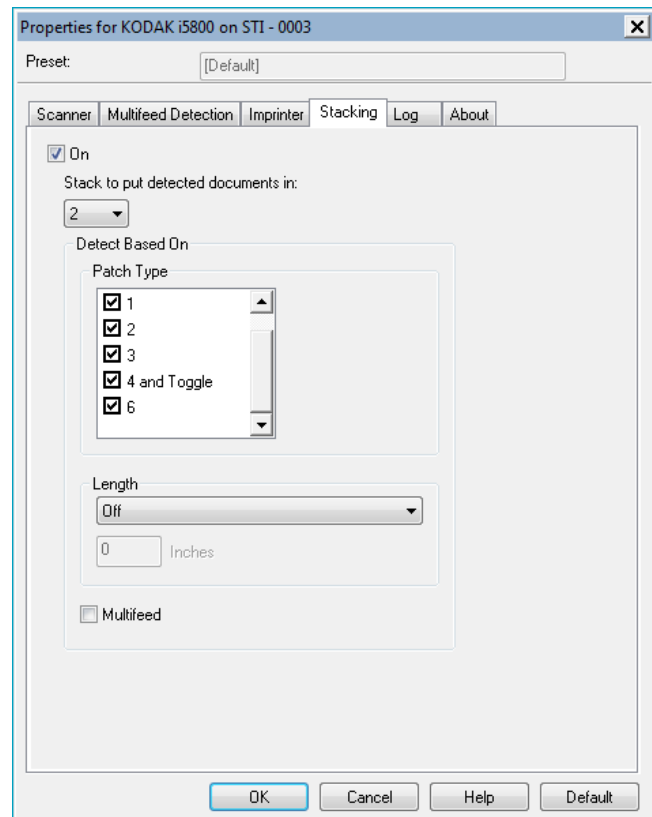 Properties for KODAK i5800 on STI - 0003
Preset: [Default]
Scanner Multifeed Detection Imprinter Stacking Log About
On
Stack to put detected documents in:
2
Detect Based On
Patch Type
1
2
3
4 and Toggle
6
Length
Off
0 Inches
Multifeed
OK Cancel Help Default